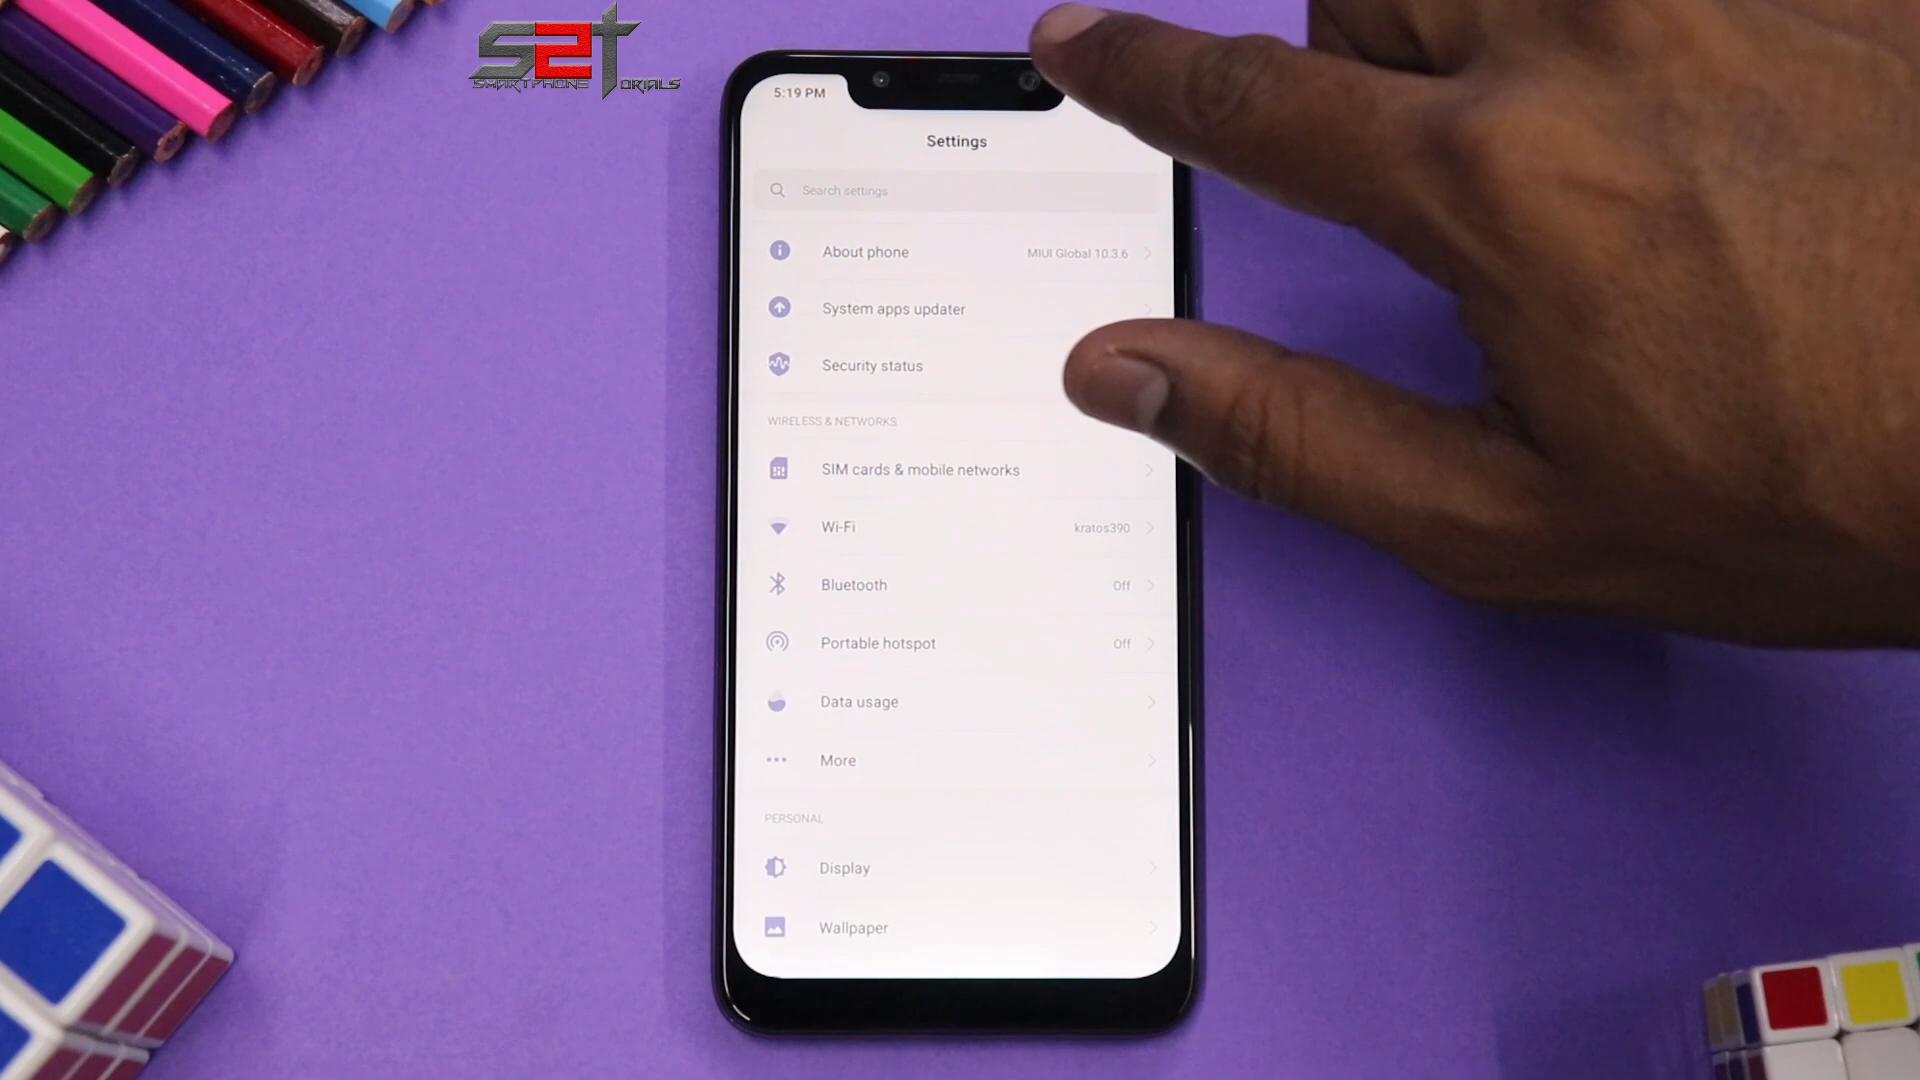 S2T
SMARTPHONE TORIALS
5:19 PM
Settings
Search settings
About phone MIUI Global 10.3.6
System apps updater
Security status
WIRELESS & NETWORKS
SIM cards & mobile networks
Wi-Fi kratos390
Bluetooth Off
Portable hotspot Off
Data usage
More
PERSONAL
Display
Wallpaper